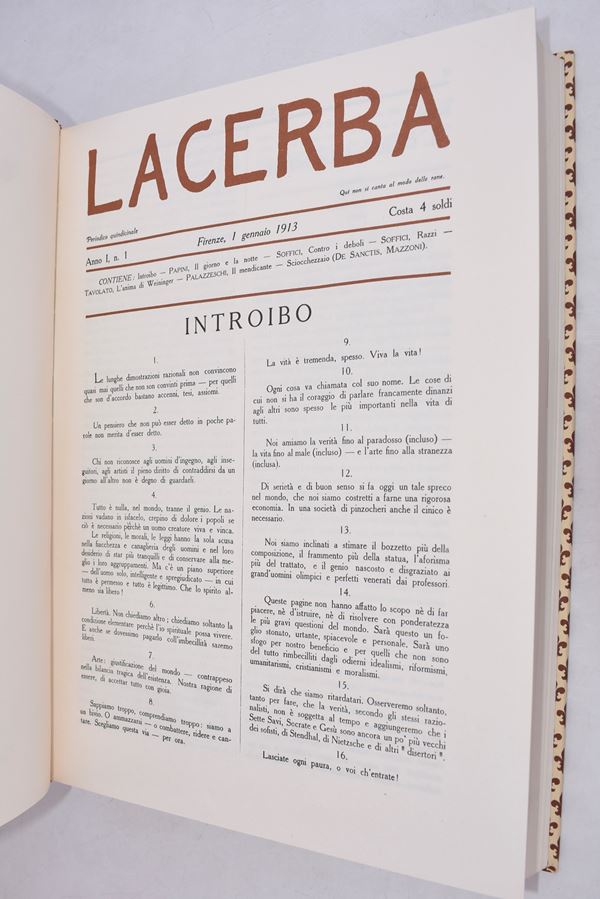 LACERBA
Periodico quindicinale
Qui non si canta al modo delle rane.
Anno I, n. 1
Firenze, 1 gennaio 1913
Costa 4 soldi
CONTIENE: Introibo — PAPINI, Il giorno e la notte — SOFFICI, Contro i deboli — SOFFICI, Razzi —
TAVOLATO, L'anima di Weininger — PALAZZESCHI, Il mendicante — Sciocchezzaio (DE SANCTIS, MAZZONI).
INTROIBO
1.
Le lunghe dimostrazioni razionali non convincono
quasi mai quelli che non son convinti prima — per quelli
che son d'accordo bastano accenni, tesi, assiomi.
2.
Un pensiero che non può esser detto in poche pa-
role non merita d'esser detto.
3.
Chi non riconosce agli uomini d'ingegno, agli inse-
guitori, agli artisti il pieno diritto di contraddirsi da un
giorno all'altro non è degno di guardarli.
4.
Tutto è nulla, nel mondo, tranne il genio. Le na-
zioni vadano in isfacelo, crepino di dolore i popoli se
ciò è necessario perchè un uomo creatore viva e vinca.
Le religioni, le morali, le leggi hanno la sola scusa
nella fiacchezza e canaglieria degli uomini e nel loro
desiderio di star più tranquilli e di conservare alla me-
glio i loro aggruppamenti. Ma c'è un piano superiore
— dell'uomo solo, intelligente e spregiudicato — in cui
tutto è permesso e tutto è legittimo. Che lo spirito al-
meno sia libero!
6.
Libertà. Non chiediamo altro; chiediamo soltanto la
condizione elementare perchè l'io spirituale possa vivere.
E anche se dovessimo pagarlo coll'imbecillità saremo
liberi.
7.
Arte: giustificazione del mondo — contrappeso
nella bilancia tragica dell'esistenza. Nostra ragione di
essere, di accettar tutto con gioia.
8.
Sappiamo troppo, comprendiamo troppo: siamo a
un bivio. O ammazzarsi — o combattere, ridere e can-
tare. Scegliamo questa via — per ora.
9.
La vità è tremenda, spesso. Viva la vita!
10.
Ogni cosa va chiamata col suo nome. Le cose di
cui non si ha il coraggio di parlare francamente dinanzi
agli altri sono spesso le più importanti nella vita di
tutti.
11.
Noi amiamo la verità fino al paradosso (incluso) —
la vita fino al male (incluso) — e l'arte fino alla stranezza
(inclusa).
12.
Di serietà e di buon senso si fa oggi un tale spreco
nel mondo, che noi siamo costretti a farne una rigorosa
economia. In una società di pinzocheri anche il cinico è
necessario.
13.
Noi siamo inclinati a stimare il bozzetto più della
composizione, il frammento più della statua, l'aforisma
più del trattato, e il genio nascosto e disgraziato ai
grand'uomini olimpici e perfetti venerati dai professori.
14.
Queste pagine non hanno affatto lo scopo nè di far
piacere, nè d'istruire, nè di risolvere con ponderatezza
le più gravi questioni del mondo. Sarà questo un fo-
glio stonato, urtante, spiacevole e personale. Sarà uno
sfogo per nostro beneficio e per quelli che non sono
del tutto rimbecilliti dagli odierni idealismi, riformismi,
umanitarismi, cristianismi e moralismi.
15.
Si dirà che siamo ritardatari. Osserveremo soltanto,
tanto per fare, che la verità, secondo gli stessi razio-
nalisti, non è soggetta al tempo e aggiungeremo che i
Sette Savi, Socrate e Gesù sono ancora un po' più vecchi
dei sofisti, di Stendhal, di Nietzsche e di altri "disertori".
16.
Lasciate ogni paura, o voi ch'entrate!